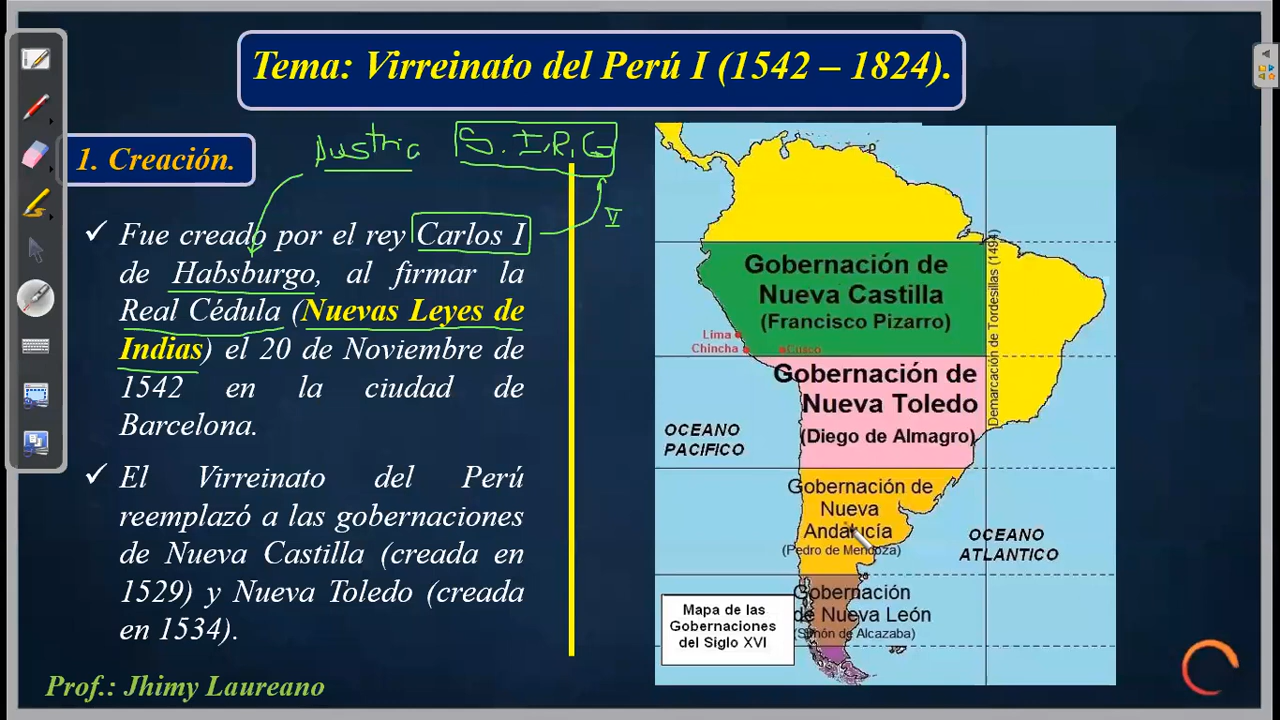 Tema: Virreinato del Perú I (1542 – 1824).
1. Creación.
Austria
S. I. R. G
V
✓ Fue creado por el rey Carlos I
de Habsburgo, al firmar la
Real Cédula (Nuevas Leyes de
Indias) el 20 de Noviembre de
1542 en la ciudad de
Barcelona.
✓ El Virreinato del Perú
reemplazó a las gobernaciones
de Nueva Castilla (creada en
1529) y Nueva Toledo (creada
en 1534).
Prof.: Jhimy Laureano
Gobernación de
Nueva Castilla
(Francisco Pizarro)
Lima
Chincha
Cusco
Demarcación de Tordesillas (1494)
Gobernación de
Nueva Toledo
(Diego de Almagro)
OCEANO
PACIFICO
Gobernación de
Nueva
Andalucía
(Pedro de Mendoza)
OCEANO
ATLANTICO
Gobernación
de Nueva León
(Simón de Alcazaba)
Mapa de las
Gobernaciones
del Siglo XVI